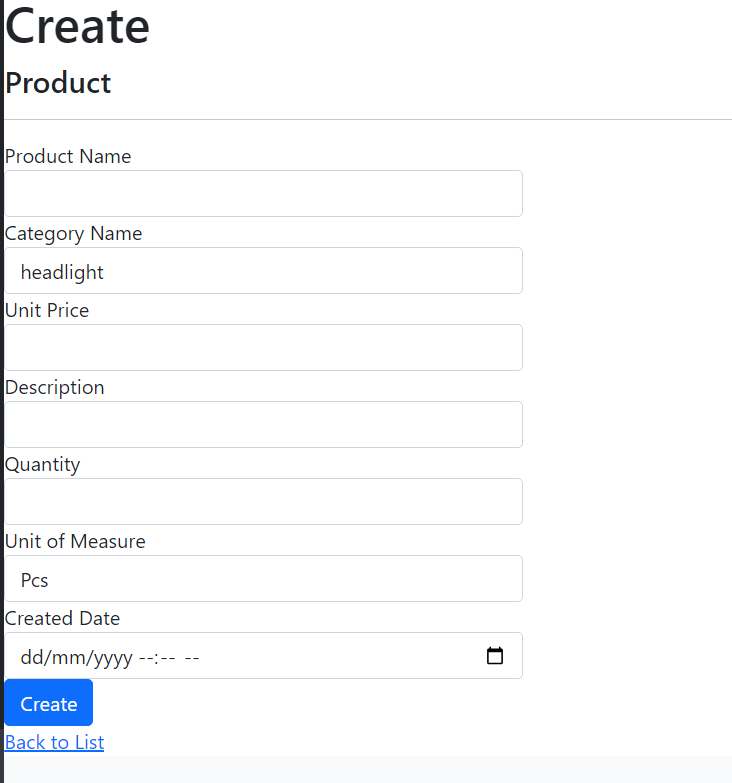 Create
Product
Product Name
Category Name
headlight
Unit Price
Description
Quantity
Unit of Measure
Pcs
Created Date
dd/mm/yyyy --:-- --
Create
Back to List